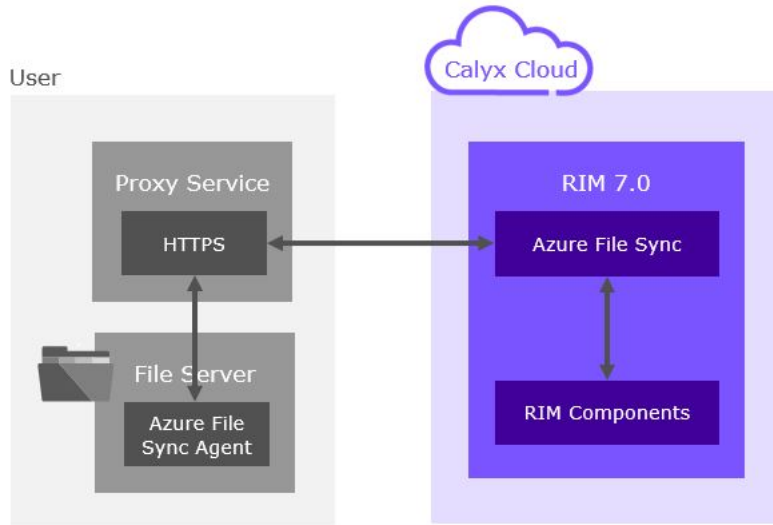 User
Calyx Cloud
Proxy Service
HTTPS
File Server
Azure File
Sync Agent
RIM 7.0
Azure File Sync
RIM Components